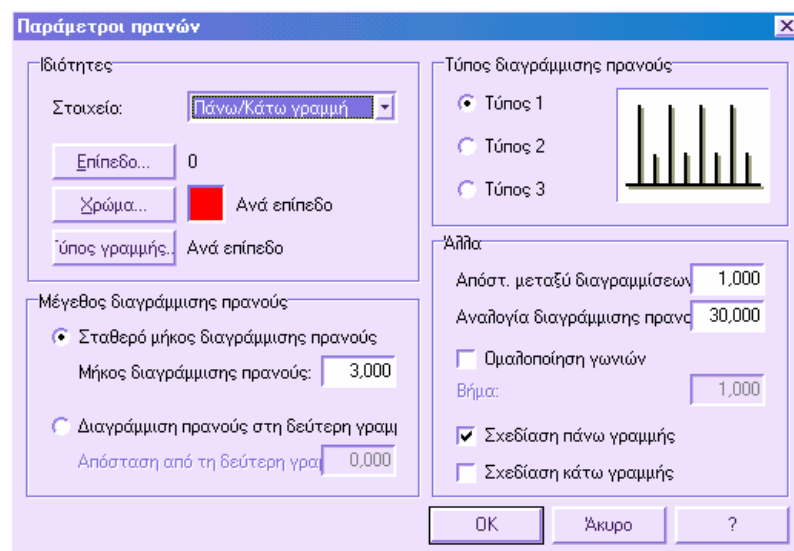 Παράμετροι πρανών
Ιδιότητες
Στοιχείο: Πάνω/Κάτω γραμμή
Επίπεδο... 0
Χρώμα... Ανά επίπεδο
ύπος γραμμής.. Ανά επίπεδο
Μέγεθος διαγράμμισης πρανούς
Σταθερό μήκος διαγράμμισης πρανούς
Μήκος διαγράμμισης πρανούς: 3,000
Διαγράμμιση πρανούς στη δεύτερη γραμμ
Απόσταση από τη δεύτερη γραμ 0,000
Τύπος διαγράμμισης πρανούς
Τύπος 1
Τύπος 2
Τύπος 3
Άλλα
Απόστ. μεταξύ διαγραμμίσεων 1,000
Αναλογία διαγράμμισης πρανο 30,000
Ομαλοποίηση γωνιών
Βήμα: 1,000
Σχεδίαση πάνω γραμμής
Σχεδίαση κάτω γραμμής
OK Άκυρο ?